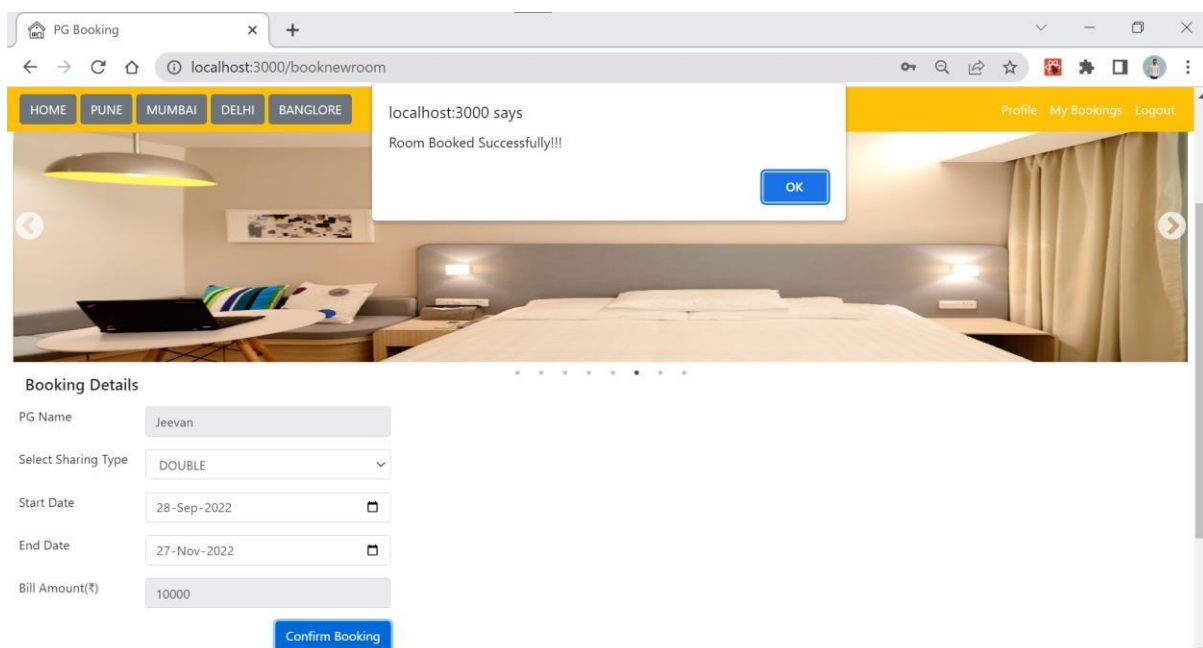 PG Booking
localhost:3000/booknewroom
HOME PUNE MUMBAI DELHI BANGLORE
Profile My Bookings Logout
localhost:3000 says
Room Booked Successfully!!!
OK
Booking Details
PG Name Jeevan
Select Sharing Type DOUBLE
Start Date 28-Sep-2022
End Date 27-Nov-2022
Bill Amount(₹) 10000
Confirm Booking